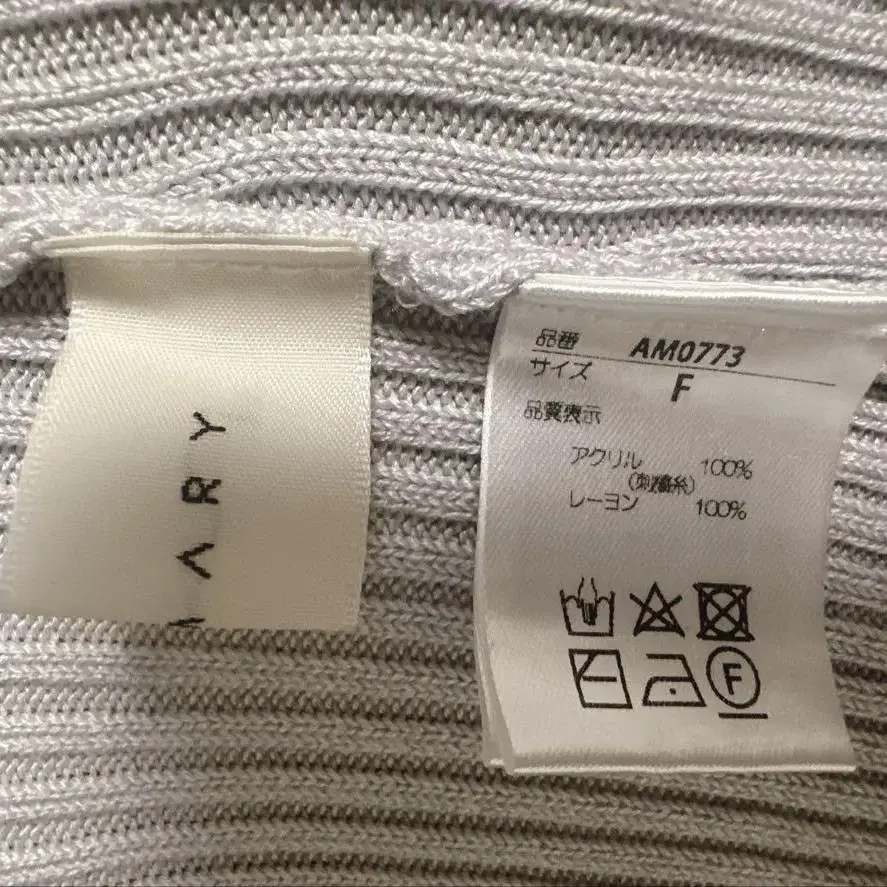 ARY
品番 AM0773
サイズ F
品質表示
アクリル 100%
(刺繍糸)
レーヨン 100%
F